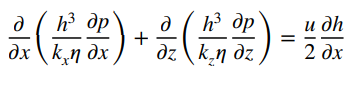 ∂/∂x ( h³/(kₓη) ∂p/∂x ) + ∂/∂z ( h³/(k_zη) ∂p/∂z ) = u/2 ∂h/∂x